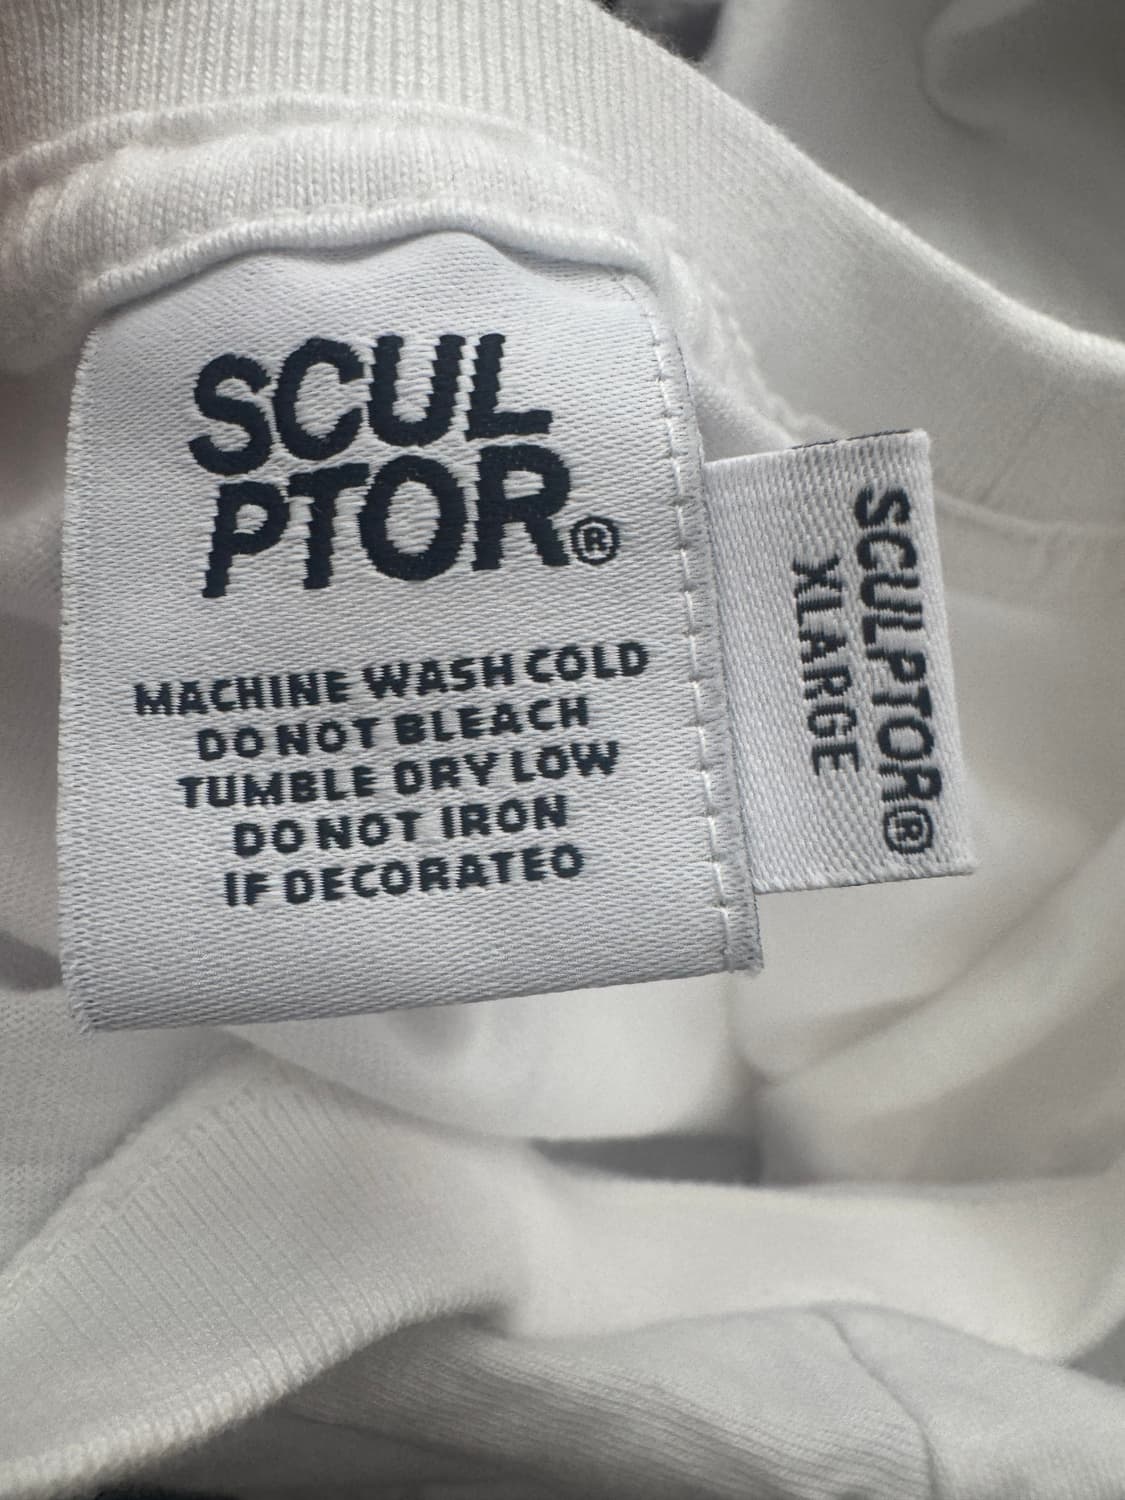 SCUL
PTOR®
MACHINE WASH COLD
DO NOT BLEACH
TUMBLE DRY LOW
DO NOT IRON
IF DECORATED
SCULPTOR®
XLARGE